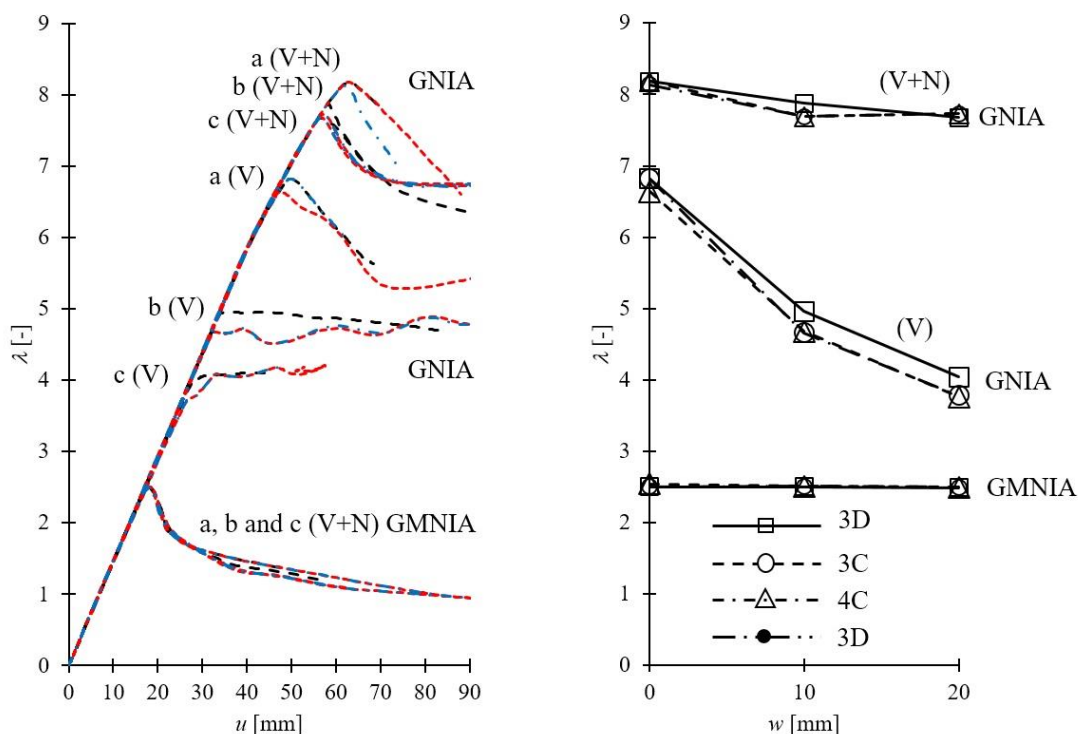 9
8
7
6
5
4
3
2
1
0
λ [-]
a (V+N)
b (V+N)
c (V+N)
GNIA
a (V)
b (V)
c (V)
GNIA
a, b and c (V+N) GMNIA
0 10 20 30 40 50 60 70 80 90
u [mm]
9
8
7
6
5
4
3
2
1
0
λ [-]
(V+N)
GNIA
(V)
GNIA
GMNIA
3D
3C
4C
3D
0 10 20
w [mm]